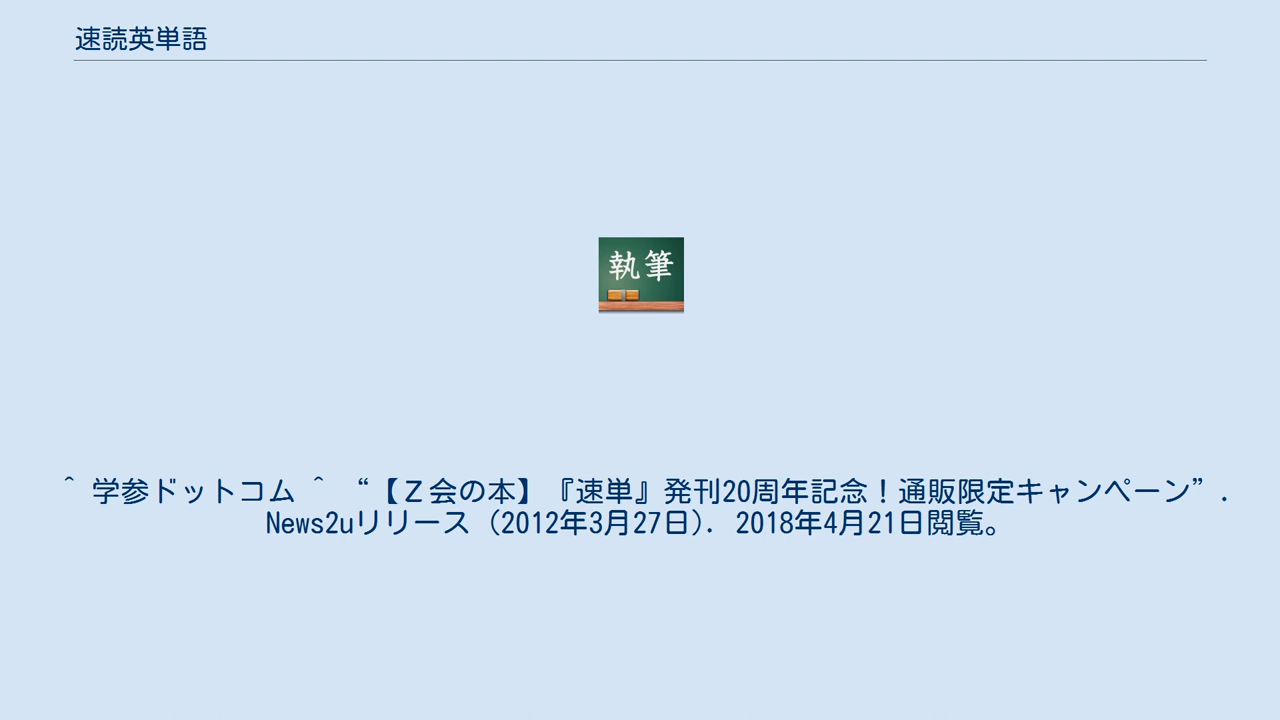 速読英単語
執筆
^ 学参ドットコム ^ “【Ｚ会の本】『速単』発刊20周年記念！通販限定キャンペーン”.
News2uリリース (2012年3月27日). 2018年4月21日閲覧。